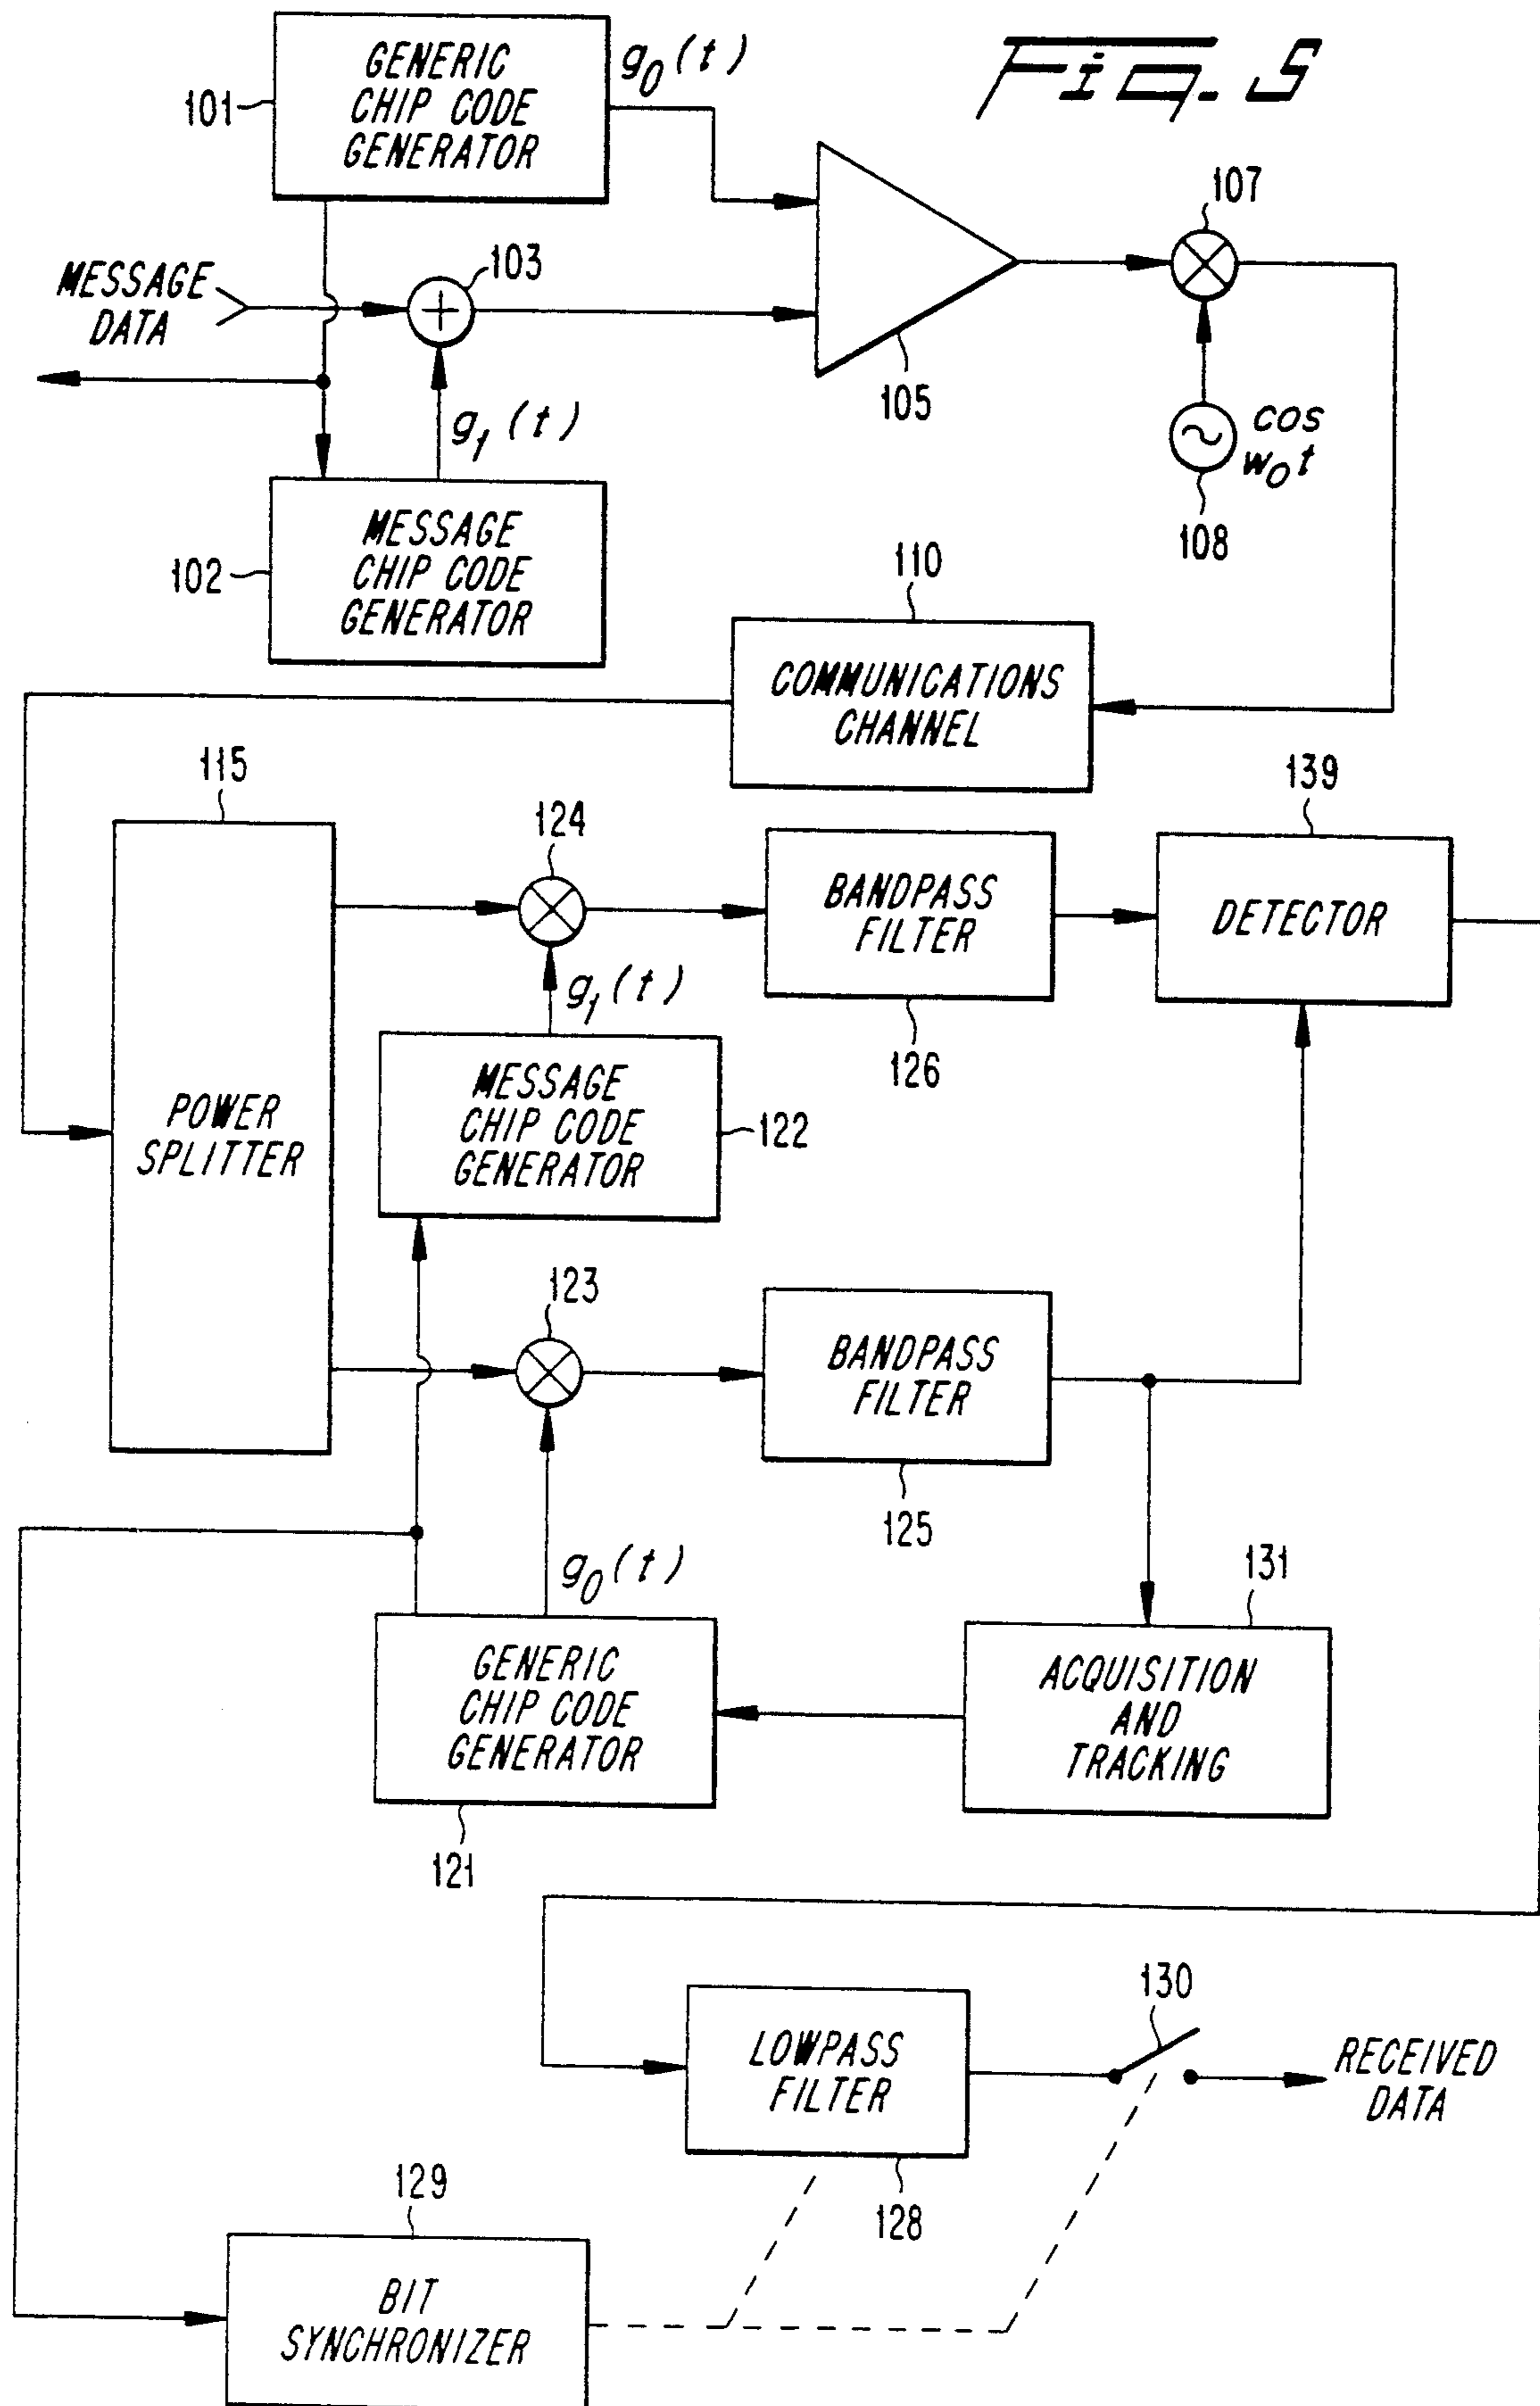 Fig. 5
GENERIC
CHIP CODE
GENERATOR
g0(t)
101
107
MESSAGE
DATA
103
105
g1(t)
cos
w0t
108
MESSAGE
CHIP CODE
GENERATOR
102
110
COMMUNICATIONS
CHANNEL
115
139
124
BANDPASS
FILTER
DETECTOR
g1(t)
126
MESSAGE
CHIP CODE
GENERATOR
122
POWER
SPLITTER
123
BANDPASS
FILTER
125
g0(t)
131
GENERIC
CHIP CODE
GENERATOR
ACQUISITION
AND
TRACKING
121
130
LOWPASS
FILTER
RECEIVED
DATA
129
128
BIT
SYNCHRONIZER